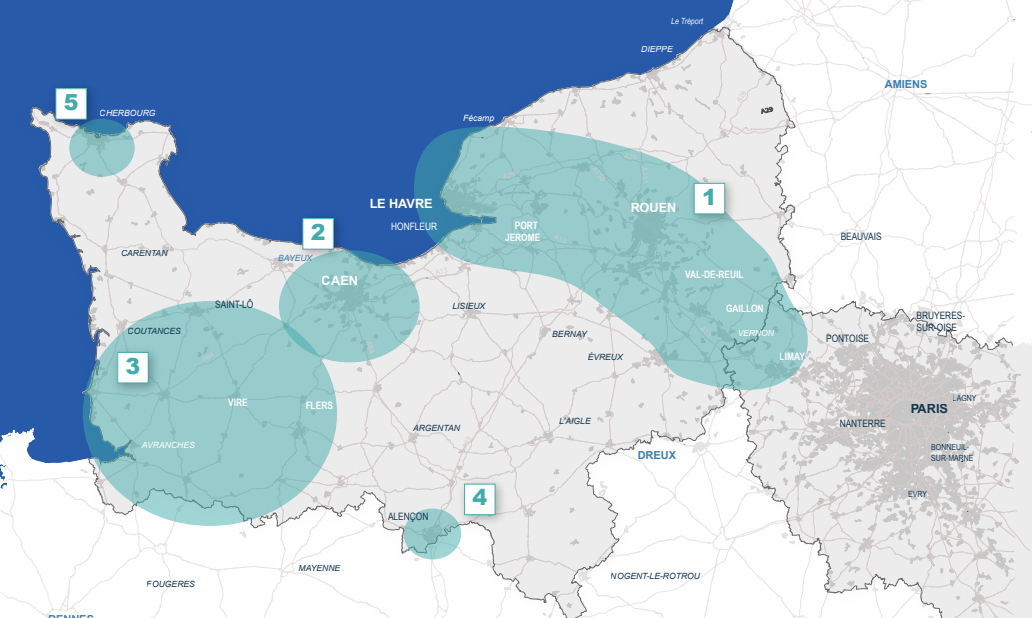 Le Tréport
DIEPPE
AMIENS
5
CHERBOURG
A29
Fécamp
1
LE HAVRE
ROUEN
HONFLEUR
PORT
JEROME
2
BEAUVAIS
CARENTAN
BAYEUX
CAEN
VAL-DE-REUIL
SAINT-LÔ
LISIEUX
GAILLON
BRUYERES-
SUR-OISE
COUTANCES
BERNAY
VERNON
PONTOISE
ÉVREUX
LIMAY
3
VIRE
FLERS
LAGNY
PARIS
NANTERRE
ARGENTAN
L'AIGLE
AVRANCHES
DREUX
BONNEUIL-
SUR-MARNE
4
EVRY
ALENÇON
MAYENNE
NOGENT-LE-ROTROU
FOUGERES
RENNES